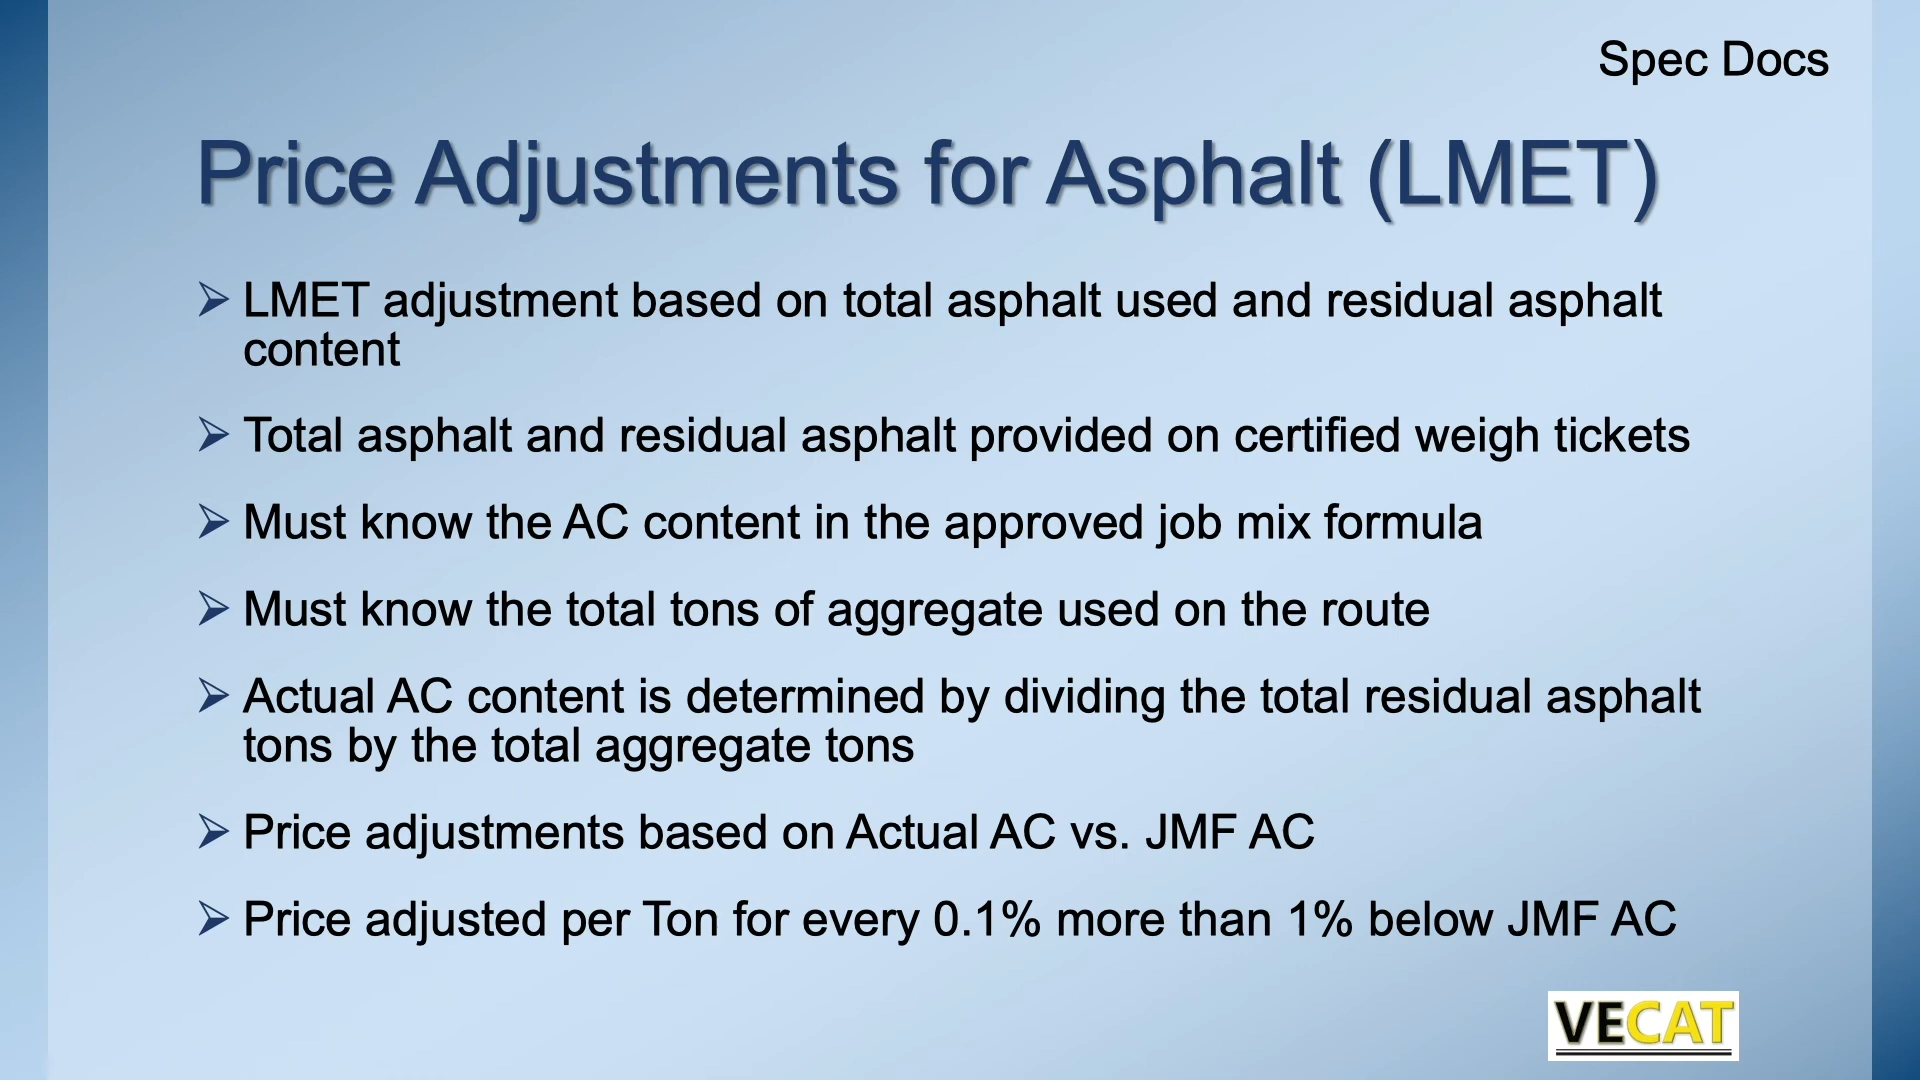 Spec Docs
Price Adjustments for Asphalt (LMET)
➢ LMET adjustment based on total asphalt used and residual asphalt
content
➢ Total asphalt and residual asphalt provided on certified weigh tickets
➢ Must know the AC content in the approved job mix formula
➢ Must know the total tons of aggregate used on the route
➢ Actual AC content is determined by dividing the total residual asphalt
tons by the total aggregate tons
➢ Price adjustments based on Actual AC vs. JMF AC
➢ Price adjusted per Ton for every 0.1% more than 1% below JMF AC
VECAT